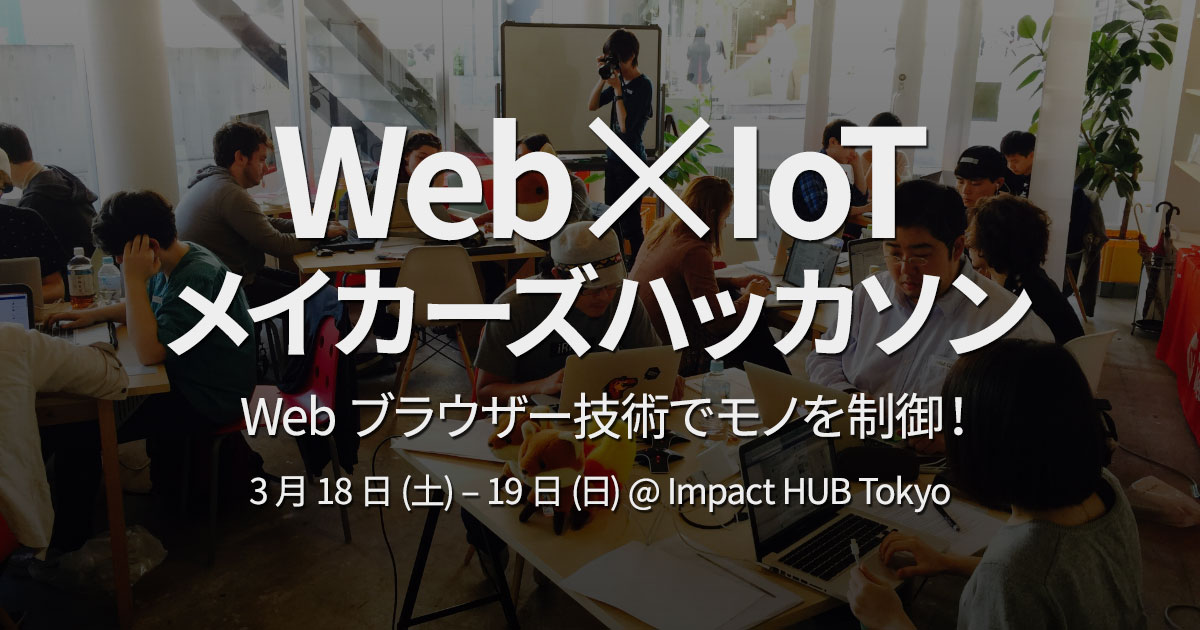 Web×IoT
メイカーズハッカソン
Web ブラウザー技術でモノを制御！
3 月 18 日 (土) – 19 日 (日) @ Impact HUB Tokyo